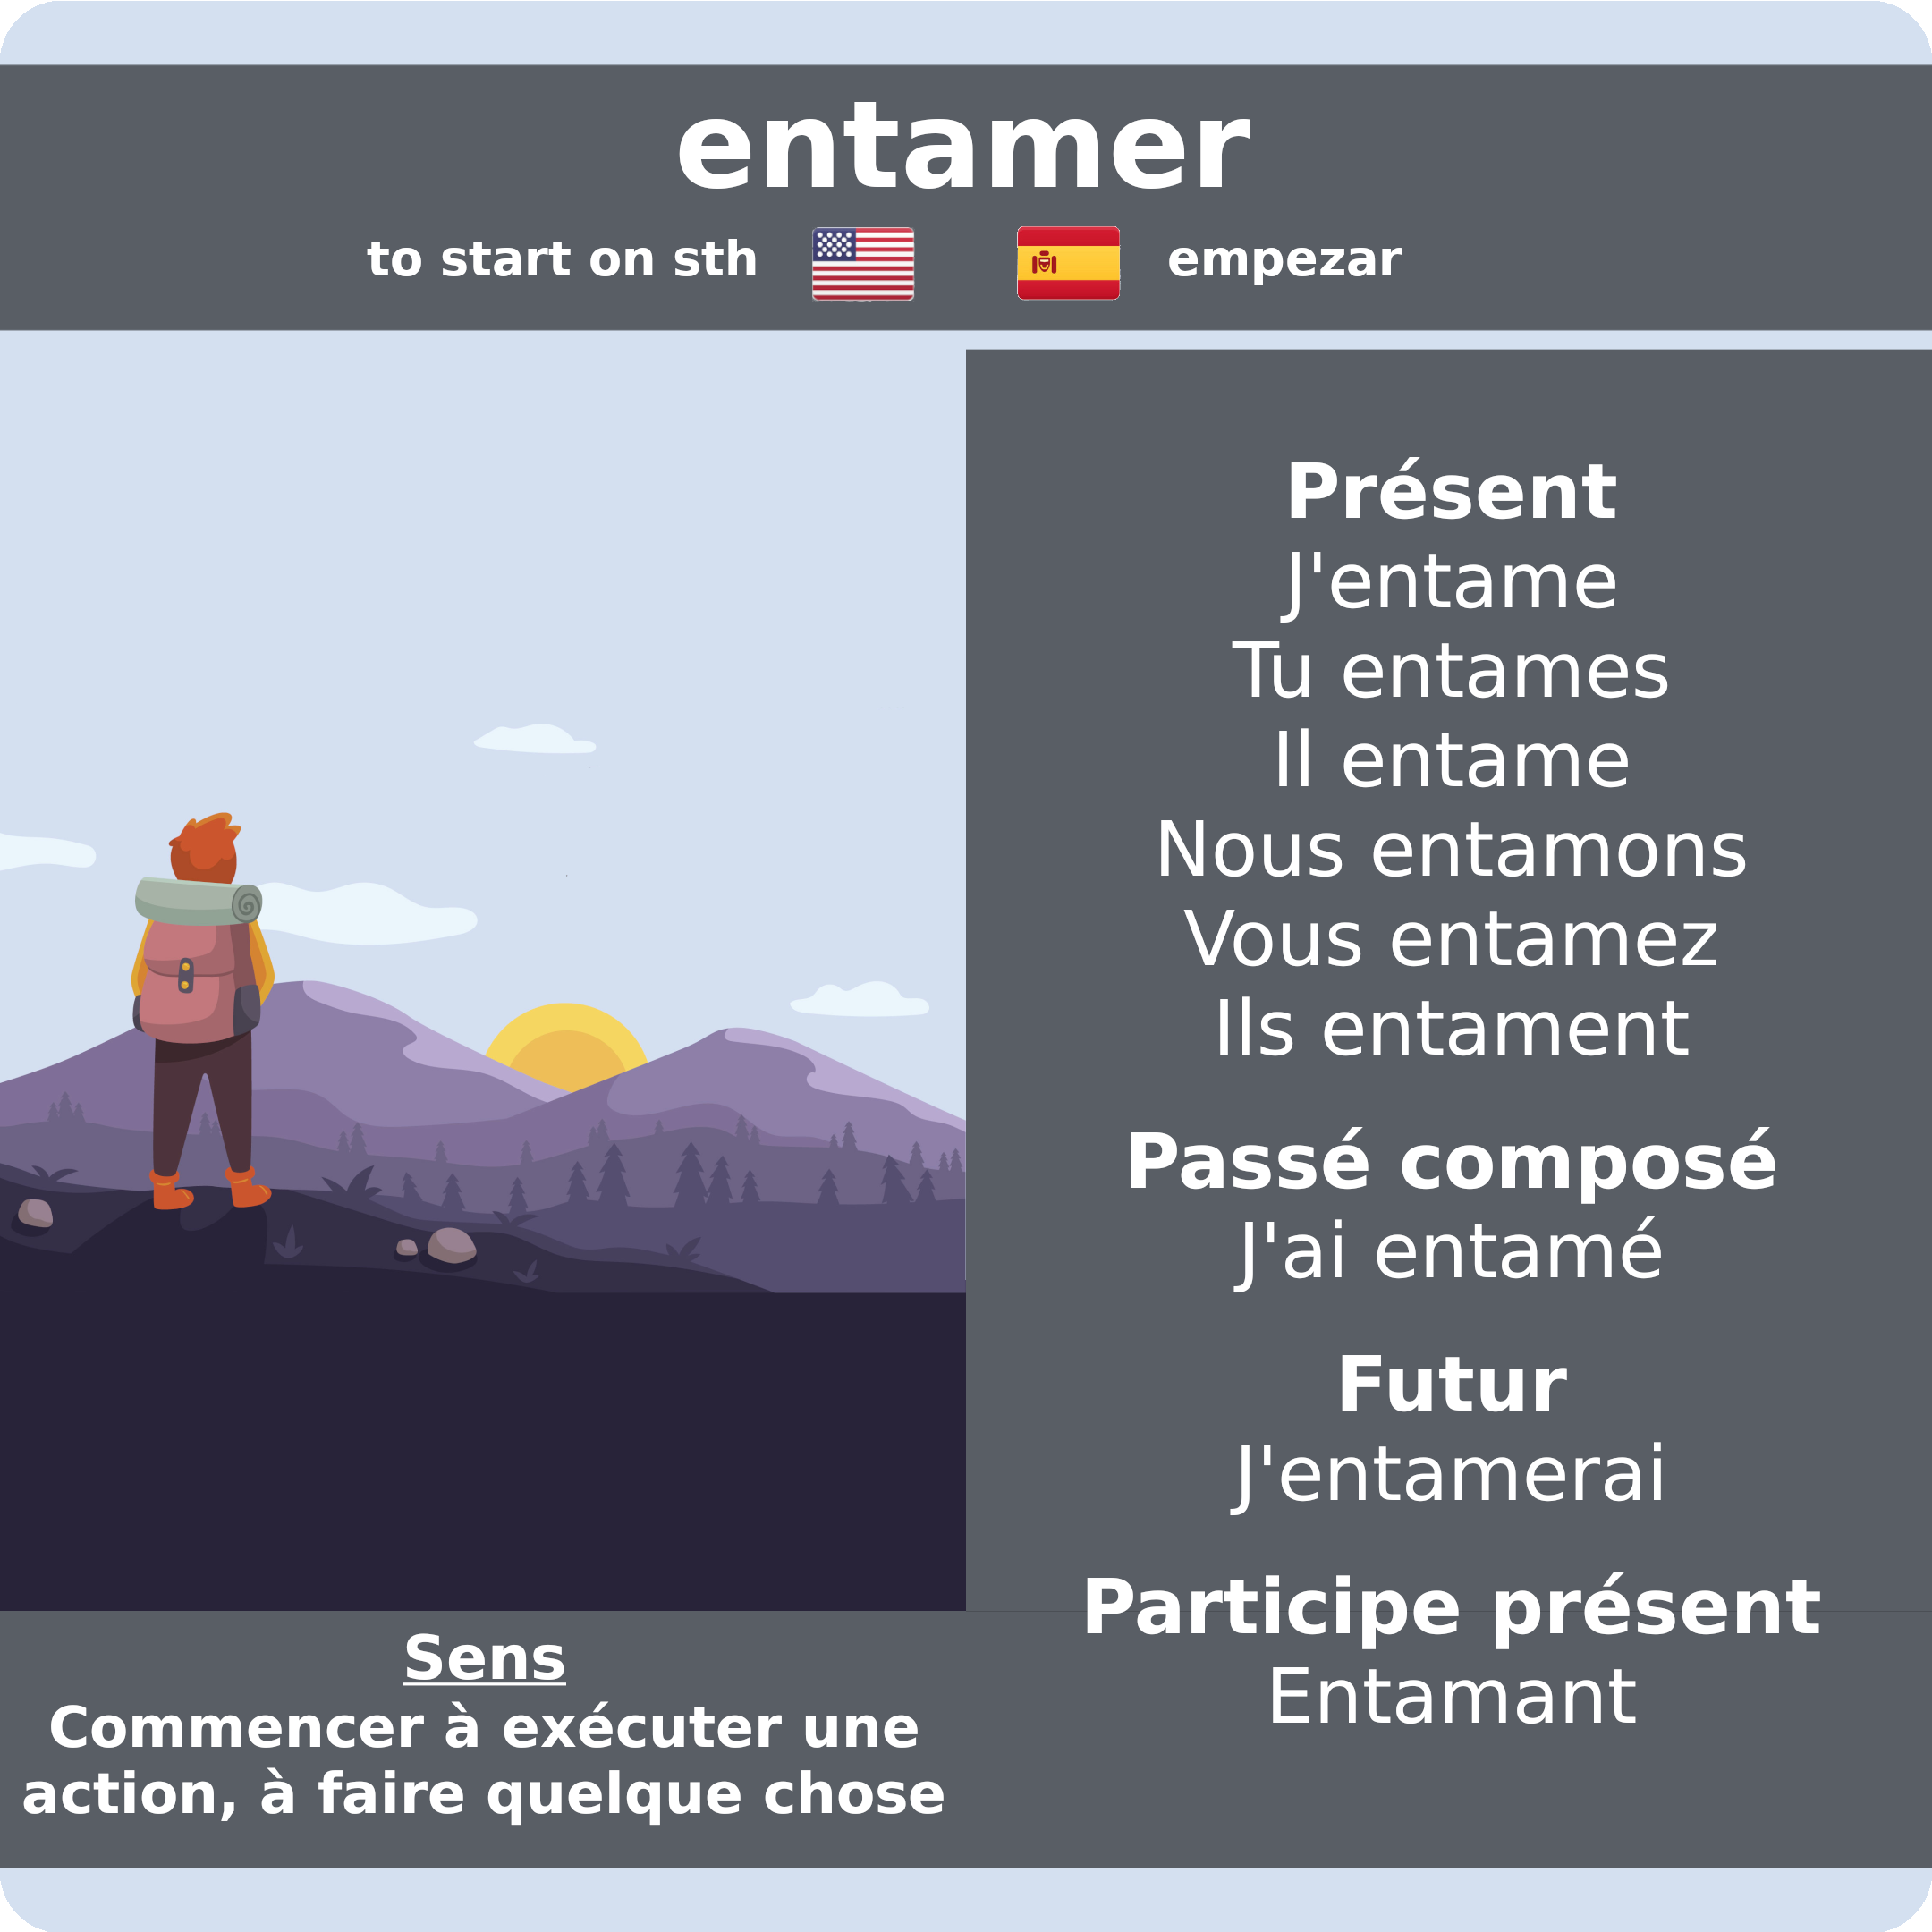 entamer
to start on sth
empezar
Présent
J'entame
Tu entames
Il entame
Nous entamons
Vous entamez
Ils entament
Passé composé
J'ai entamé
Futur
J'entamerai
Participe présent
Entamant
Sens
Commencer à exécuter une
action, à faire quelque chose